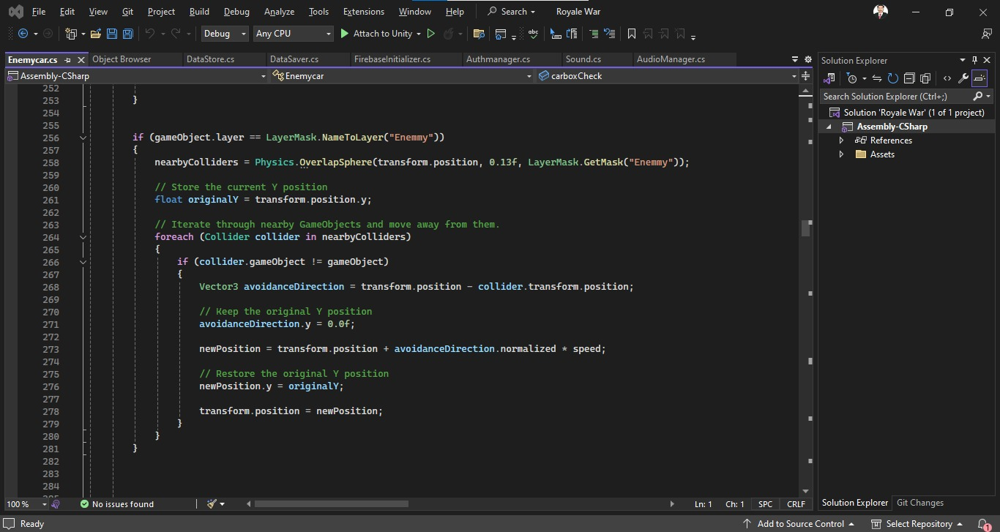 File Edit View Git Project Build Debug Analyze Tools Extensions Window Help Search Royale War
Debug Any CPU Attach to Unity abc
Enemycar.cs Object Browser DataStore.cs DataSaver.cs FirebaseInitializer.cs Authmanager.cs Sound.cs AudioManager.cs
Assembly-CSharp Enemycar carboxCheck
252
253 }
254
255
256 if (gameObject.layer == LayerMask.NameToLayer("Enemmy"))
257 {
258 nearbyColliders = Physics.OverlapSphere(transform.position, 0.13f, LayerMask.GetMask("Enemmy"));
259
260 // Store the current Y position
261 float originalY = transform.position.y;
262
263 // Iterate through nearby GameObjects and move away from them.
264 foreach (Collider collider in nearbyColliders)
265 {
266 if (collider.gameObject != gameObject)
267 {
268 Vector3 avoidanceDirection = transform.position - collider.transform.position;
269
270 // Keep the original Y position
271 avoidanceDirection.y = 0.0f;
272
273 newPosition = transform.position + avoidanceDirection.normalized * speed;
274
275 // Restore the original Y position
276 newPosition.y = originalY;
277
278 transform.position = newPosition;
279 }
280 }
281 }
282
283
284
100 % No issues found Ln: 1 Ch: 1 SPC CRLF
Solution Explorer
Search Solution Explorer (Ctrl+;)
Solution 'Royale War' (1 of 1 project)
Assembly-CSharp
References
Assets
Solution Explorer Git Changes
Ready Add to Source Control Select Repository 1